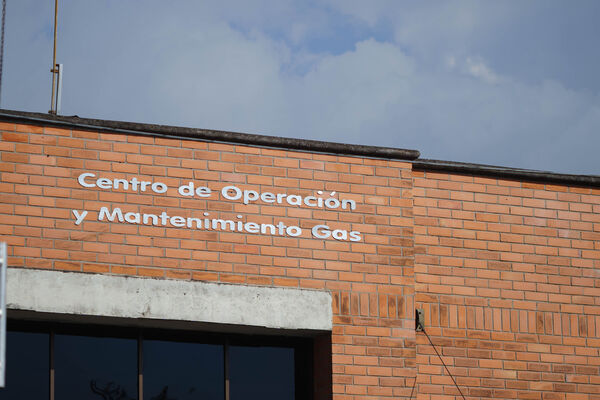 Centro de Operación
y Mantenimiento Gas